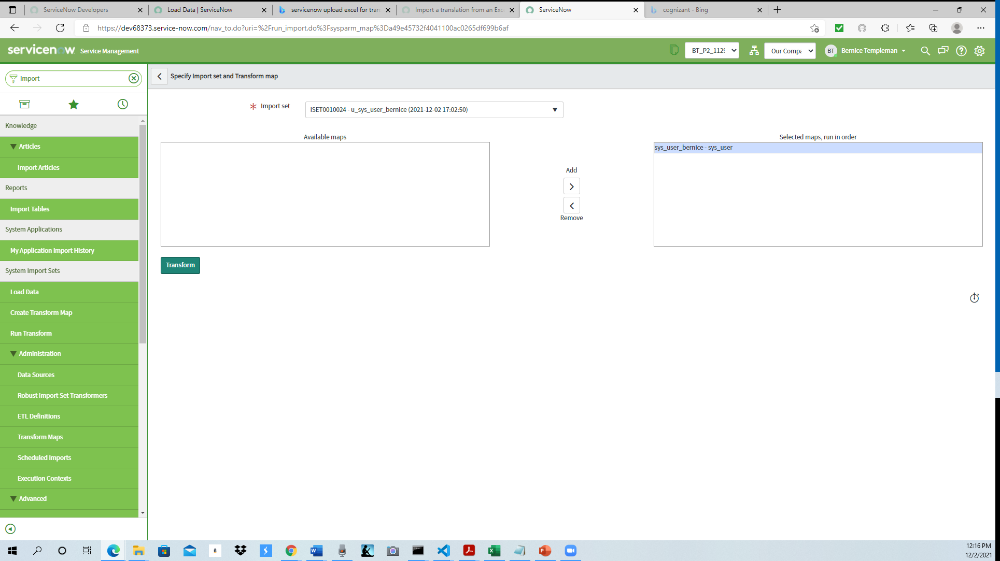 ServiceNow Developers
Load Data | ServiceNow
servicenow upload excel for tran
Import a translation from an Exc
ServiceNow
cognizant - Bing
https://dev68373.service-now.com/nav_to.do?uri=%2Frun_import.do%3Fsysparm_map%3Da49e45732f4041100ac0265df699b6af
servicenow Service Management
BT_P2_1129
Our Compa
BT Bernice Templeman
import
Specify Import set and Transform map
Knowledge
Articles
Import Articles
Reports
Import Tables
System Applications
My Application Import History
System Import Sets
Load Data
Create Transform Map
Run Transform
Administration
Data Sources
Robust Import Set Transformers
ETL Definitions
Transform Maps
Scheduled Imports
Execution Contexts
Advanced
Import set
ISET0010024 - u_sys_user_bernice (2021-12-02 17:02:50)
Available maps
Selected maps, run in order
sys_user_bernice - sys_user
Add
Remove
Transform
12:16 PM
12/2/2021